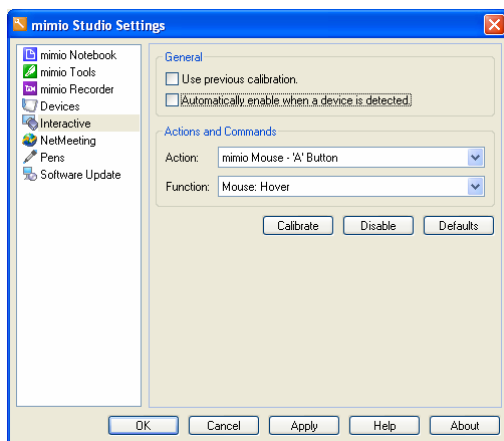 mimio Studio Settings
mimio Notebook
mimio Tools
mimio Recorder
Devices
Interactive
NetMeeting
Pens
Software Update
General
Use previous calibration.
Automatically enable when a device is detected.
Actions and Commands
Action: mimio Mouse - 'A' Button
Function: Mouse: Hover
Calibrate Disable Defaults
OK Cancel Apply Help About